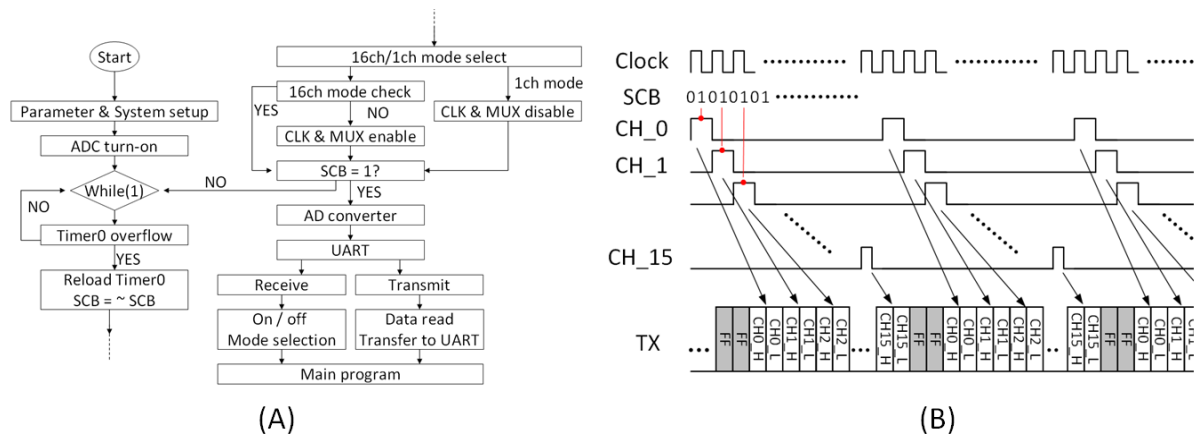 Start
Parameter & System setup
ADC turn-on
While(1)
NO
Timer0 overflow
YES
Reload Timer0
SCB = ~ SCB
16ch/1ch mode select
1ch mode
16ch mode check
YES
NO
CLK & MUX disable
CLK & MUX enable
SCB = 1?
NO
YES
AD converter
UART
Receive
Transmit
On / off
Mode selection
Data read
Transfer to UART
Main program
(A)
Clock
SCB
01010101
CH_0
CH_1
CH_15
TX
FF
FF
CH0_H
CH0_L
CH1_H
CH1_L
CH2_H
CH2_L
CH15_H
CH15_L
FF
FF
CH0_H
CH0_L
CH1_H
CH1_L
CH2_H
CH2_L
CH15_H
CH15_L
FF
FF
CH0_H
CH0_L
CH1_H
CH1_L
(B)